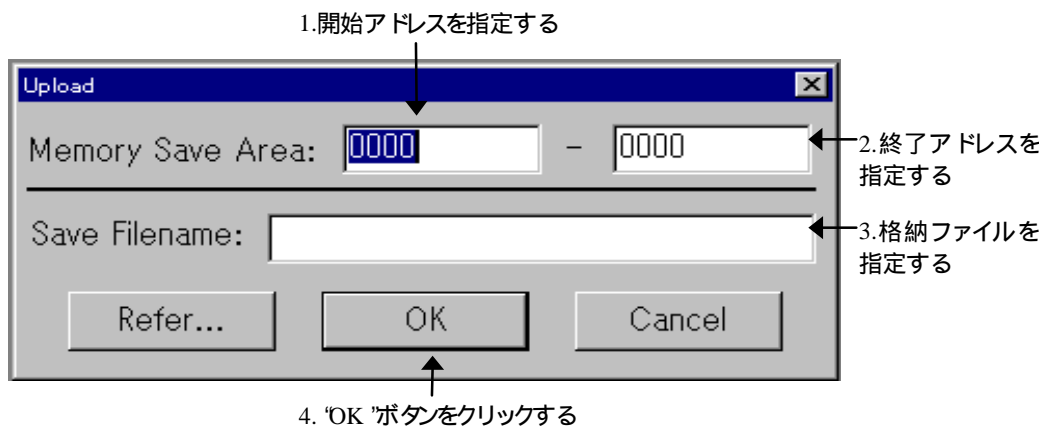 1.開始アドレスを指定する
Upload
Memory Save Area: 0000 - 0000
2.終了アドレスを
指定する
Save Filename:
3.格納ファイルを
指定する
Refer... OK Cancel
4. “OK ”ボタンをクリックする